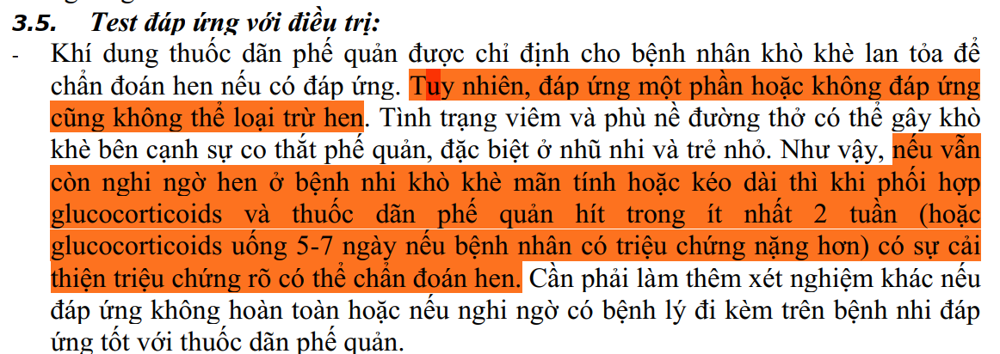 3.5. Test đáp ứng với điều trị:
- Khí dung thuốc dãn phế quản được chỉ định cho bệnh nhân khò khè lan tỏa để
chẩn đoán hen nếu có đáp ứng. Tuy nhiên, đáp ứng một phần hoặc không đáp ứng
cũng không thể loại trừ hen. Tình trạng viêm và phù nề đường thở có thể gây khò
khè bên cạnh sự co thắt phế quản, đặc biệt ở nhũ nhi và trẻ nhỏ. Như vậy, nếu vẫn
còn nghi ngờ hen ở bệnh nhi khò khè mãn tính hoặc kéo dài thì khi phối hợp
glucocorticoids và thuốc dãn phế quản hít trong ít nhất 2 tuần (hoặc
glucocorticoids uống 5-7 ngày nếu bệnh nhân có triệu chứng nặng hơn) có sự cải
thiện triệu chứng rõ có thể chẩn đoán hen. Cần phải làm thêm xét nghiệm khác nếu
đáp ứng không hoàn toàn hoặc nếu nghi ngờ có bệnh lý đi kèm trên bệnh nhi đáp
ứng tốt với thuốc dãn phế quản.